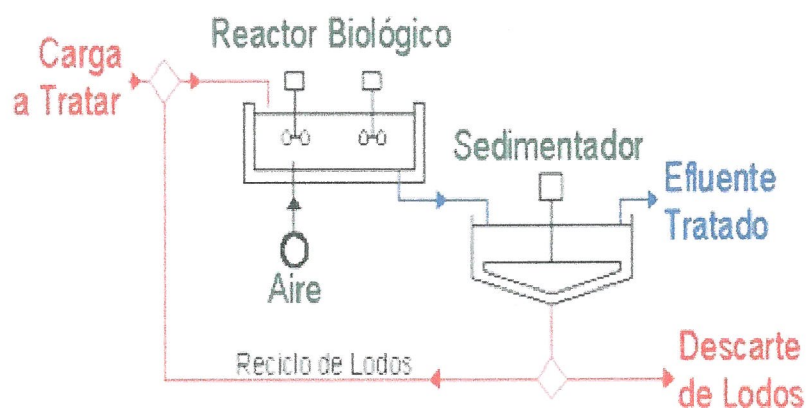 Reactor Biológico
Carga
a Tratar
Sedimentador
Efluente
Tratado
Aire
Reciclo de Lodos
Descarte
de Lodos